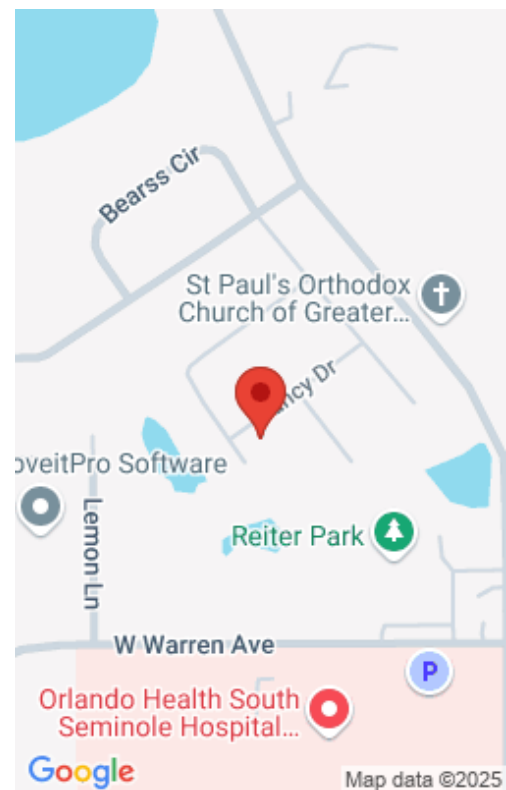 Bearss Cir
St Paul's Orthodox
Church of Greater...
ncy Dr
oveitPro Software
Lemon Ln
Reiter Park
W Warren Ave
P
Orlando Health South
Seminole Hospital...
Google
Map data ©2025